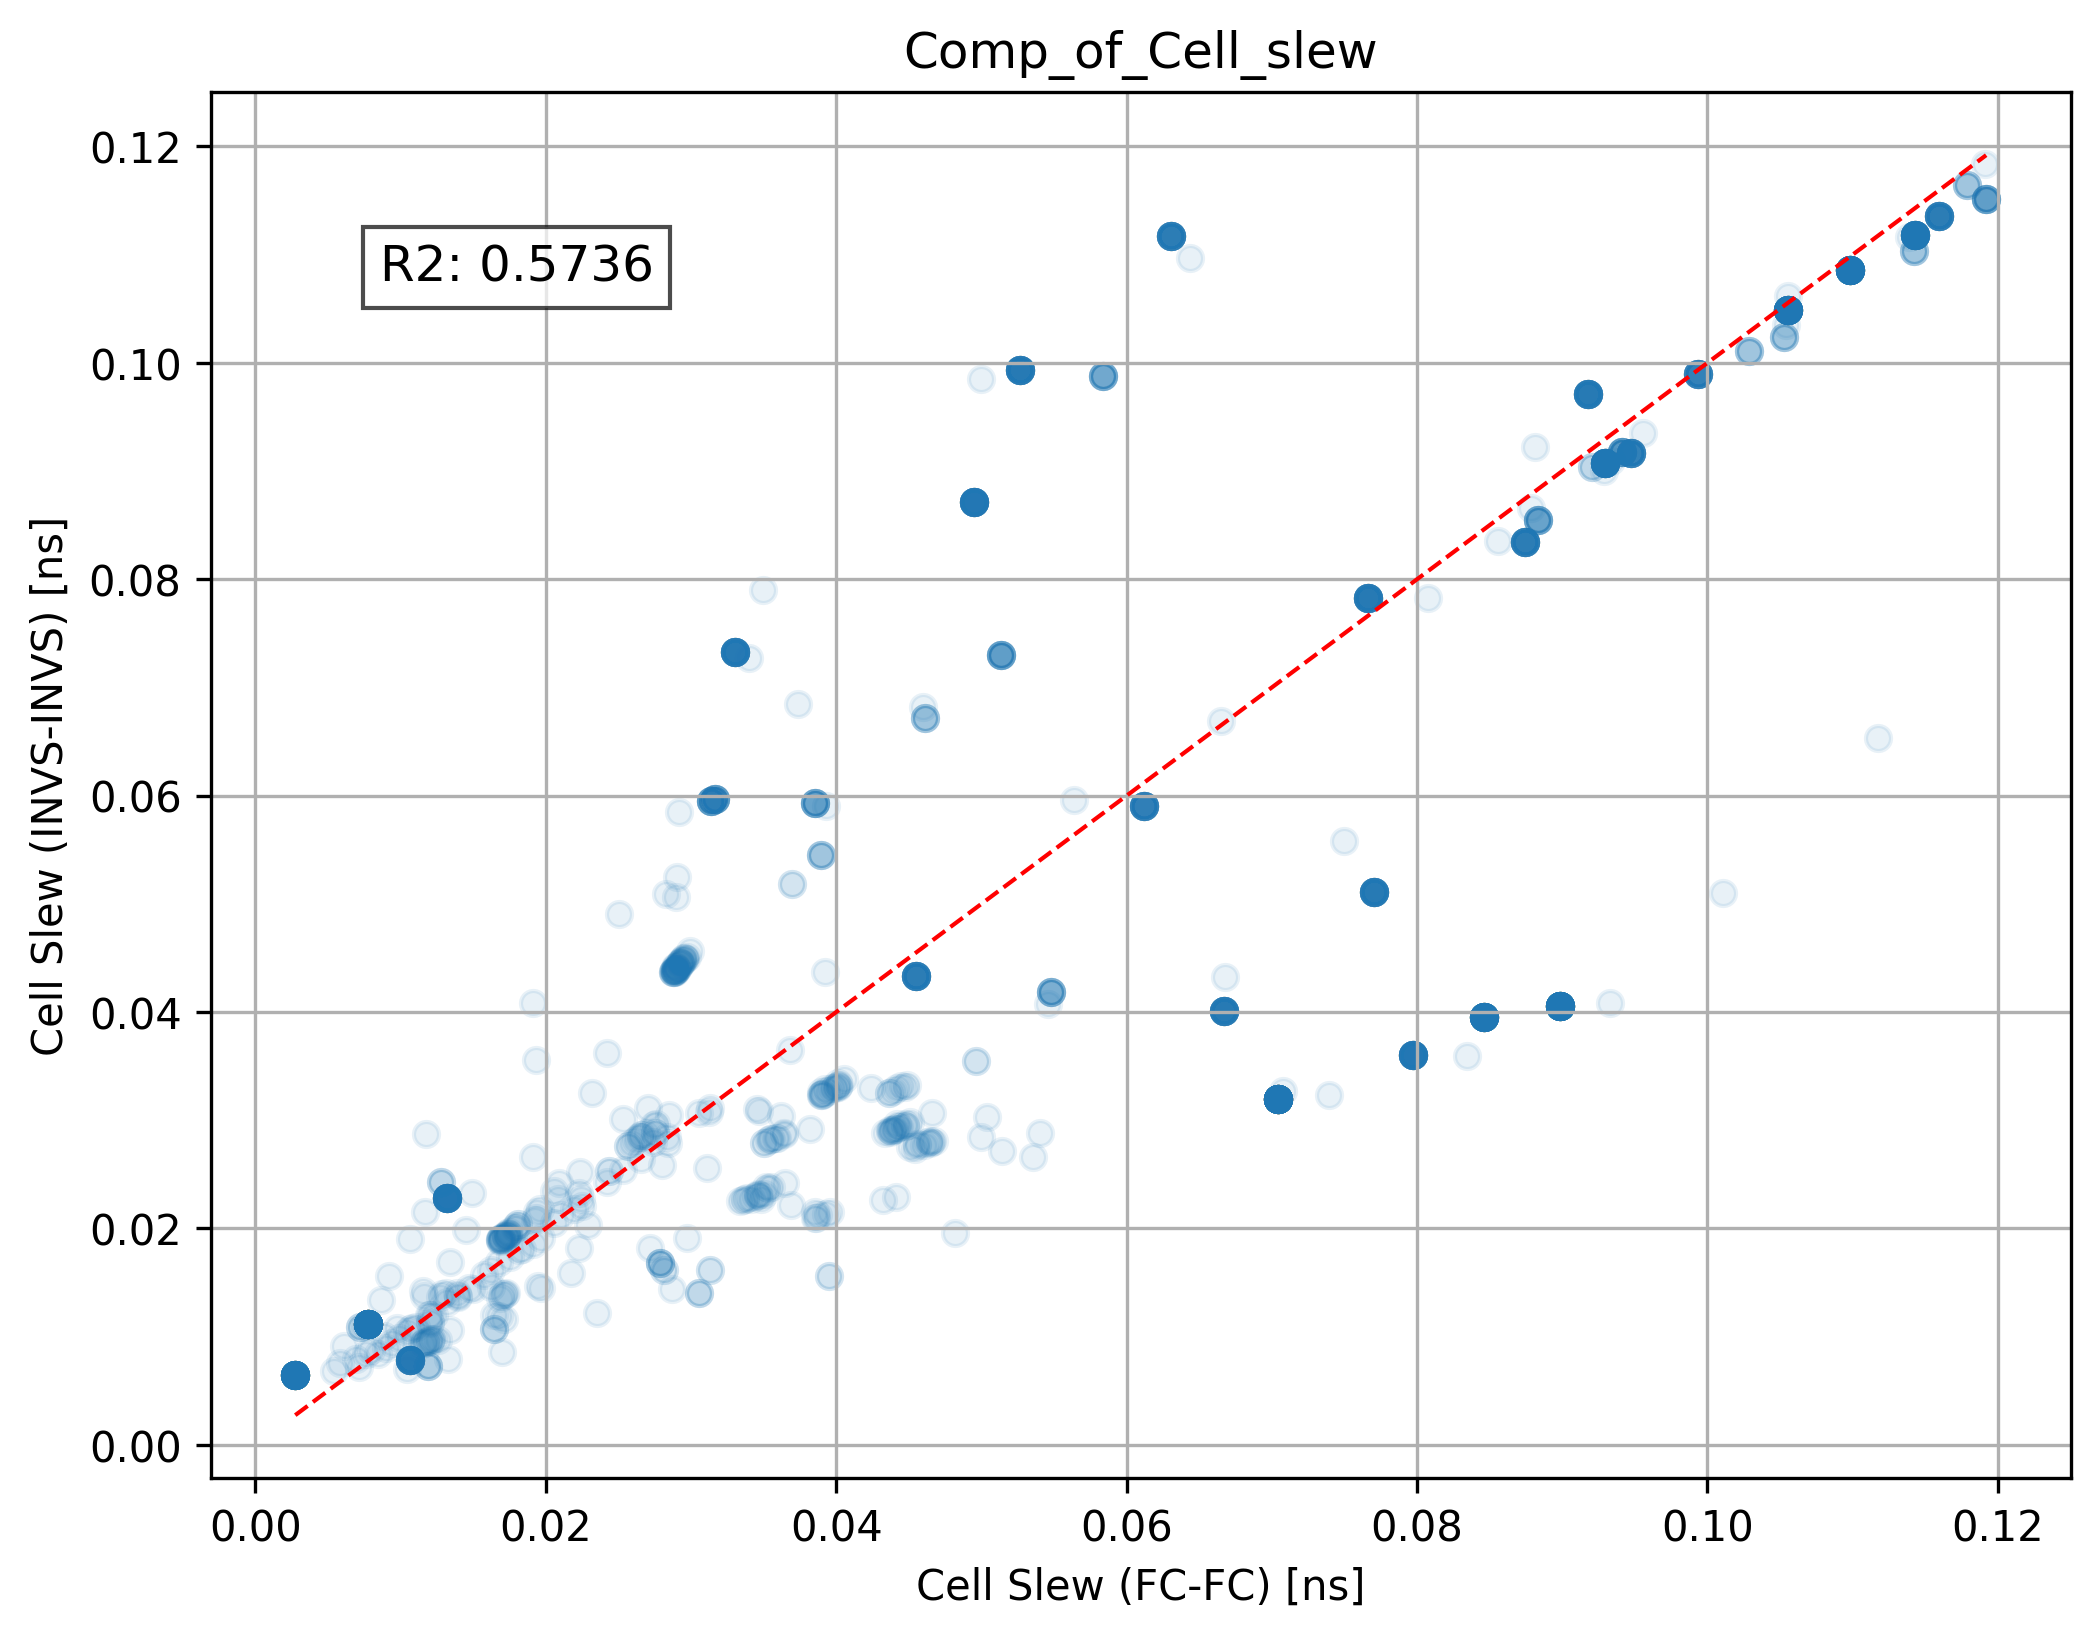 Comp_of_Cell_slew
R2: 0.5736
Cell Slew (INVS-INVS) [ns]
0.12
0.10
0.08
0.06
0.04
0.02
0.00
0.00 0.02 0.04 0.06 0.08 0.10 0.12
Cell Slew (FC-FC) [ns]